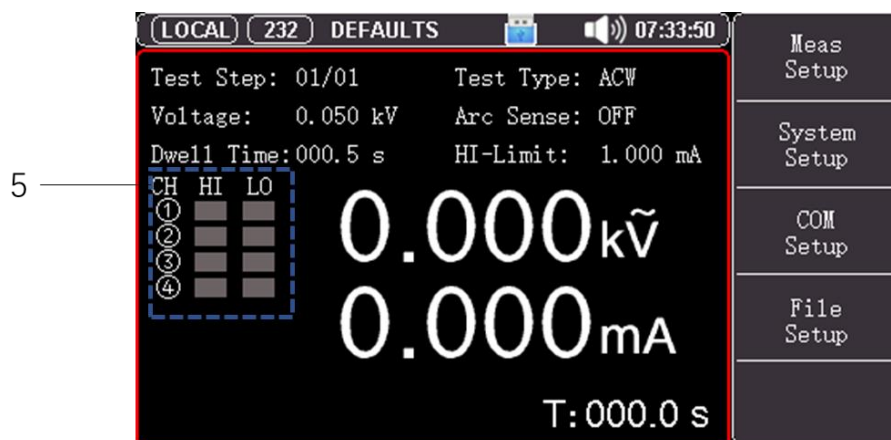 LOCAL 232 DEFAULTS 07:33:50
Test Step: 01/01 Test Type: ACW
Voltage: 0.050 kV Arc Sense: OFF
Dwell Time:000.5 s HI-Limit: 1.000 mA
5
CH HI LO
①
②
③
④
0.000kṼ
0.000mA
T:000.0 s
Meas
Setup
System
Setup
COM
Setup
File
Setup